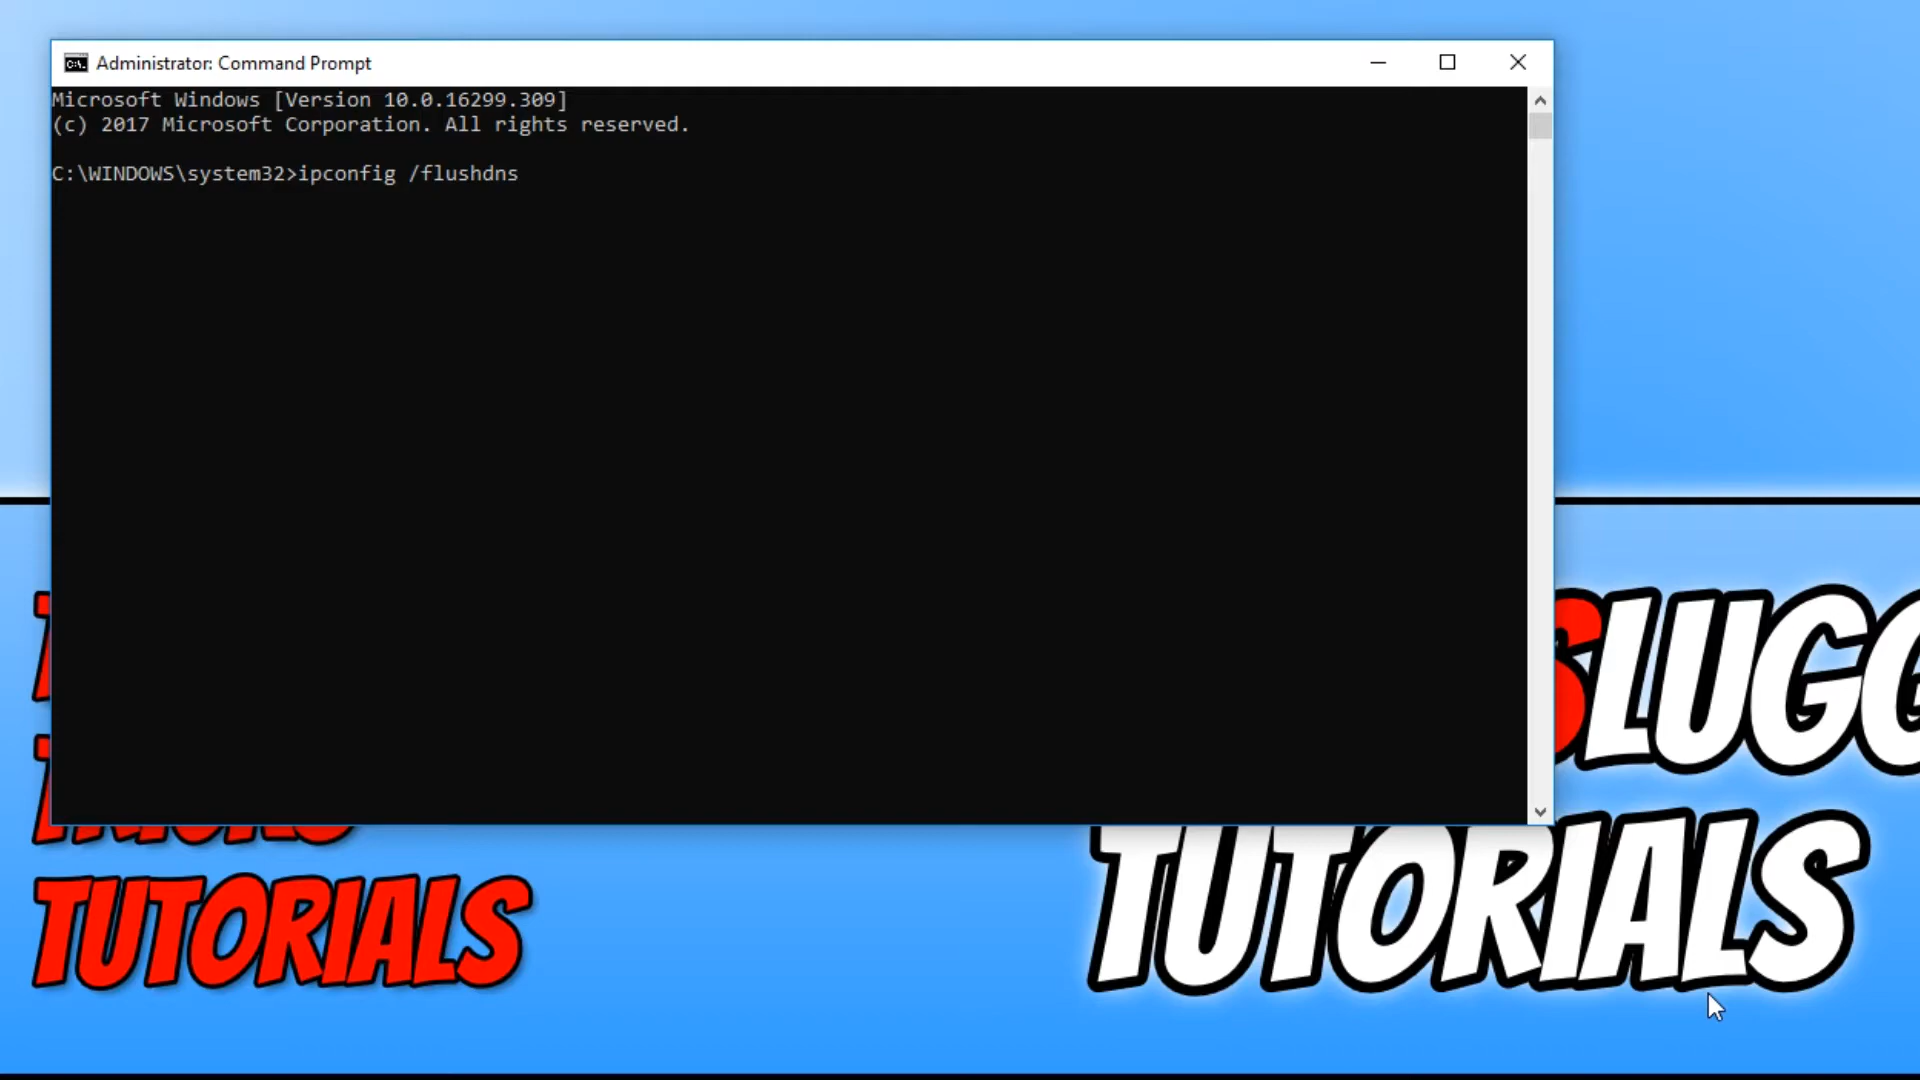 Administrator: Command Prompt
Microsoft Windows [Version 10.0.16299.309]
(c) 2017 Microsoft Corporation. All rights reserved.
C:\WINDOWS\system32>ipconfig /flushdns
TUTORIALS
TUTORIALS